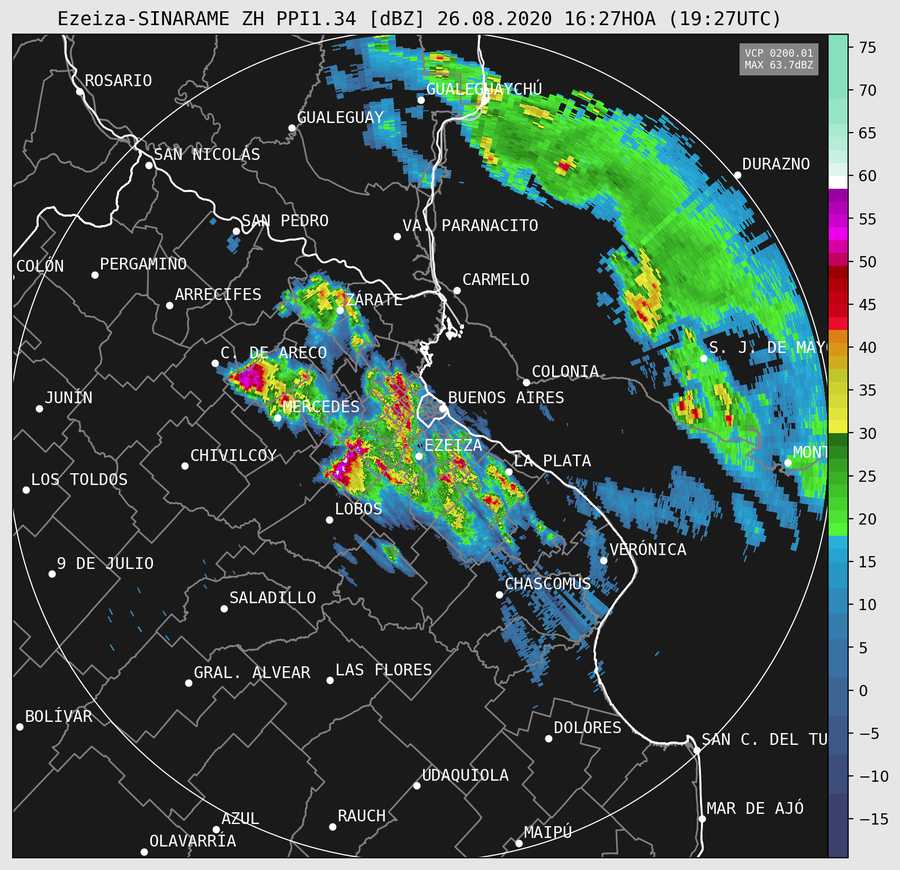 Ezeiza-SINARAME ZH PPI1.34 [dBZ] 26.08.2020 16:27HOA (19:27UTC)
VCP 0200.01
MAX 63.7dBZ
ROSARIO
GUALEGUAYCHÚ
GUALEGUAY
SAN NICOLÁS
DURAZNO
SAN PEDRO
VA. PARANACITO
COLÓN
PERGAMINO
CARMELO
ARRECIFES
ZÁRATE
S. J. DE MAY
C. DE ARECO
COLONIA
JUNÍN
MERCEDES
BUENOS AIRES
EZEIZA
MONT
CHIVILCOY
LA PLATA
LOS TOLDOS
LOBOS
VERÓNICA
9 DE JULIO
CHASCOMÚS
SALADILLO
GRAL. ALVEAR
LAS FLORES
BOLÍVAR
DOLORES
SAN C. DEL TU
UDAQUIOLA
MAR DE AJÓ
AZUL
RAUCH
MAIPÚ
OLAVARRÍA
75
70
65
60
55
50
45
40
35
30
25
20
15
10
5
0
−5
−10
−15